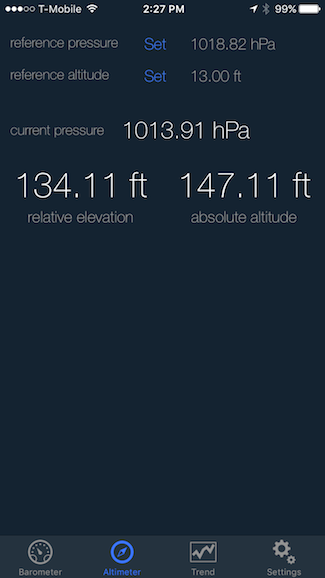 T-Mobile 2:27 PM 99%
reference pressure Set 1018.82 hPa
reference altitude Set 13.00 ft
current pressure 1013.91 hPa
134.11 ft 147.11 ft
relative elevation absolute altitude
Barometer Altimeter Trend Settings